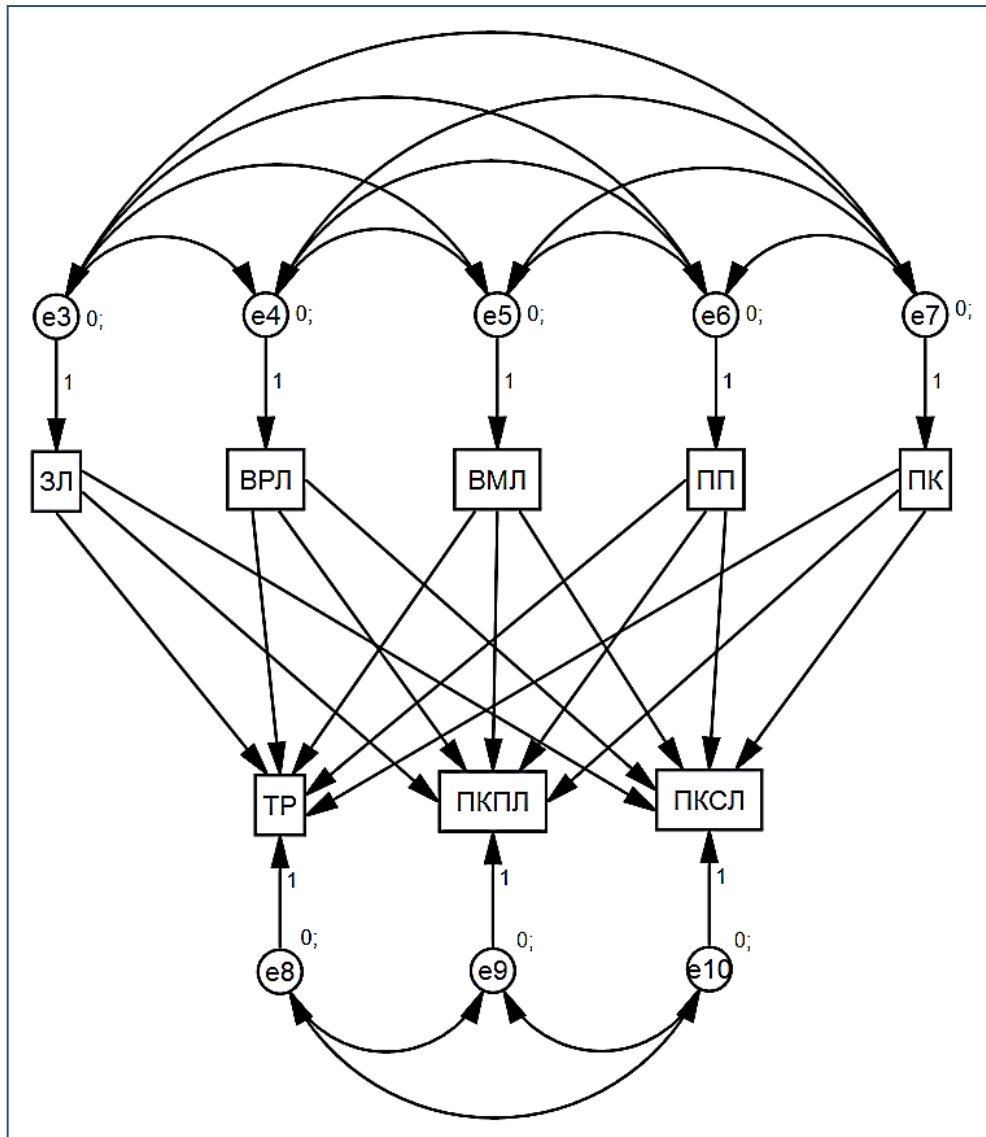 e3 0; e4 0; e5 0; e6 0; e7 0;
1 1 1 1 1
ЗЛ ВРЛ ВМЛ ПП ПК
ТР ПКПЛ ПКСЛ
1 1 1
0; 0; 0;
e8 e9 e10